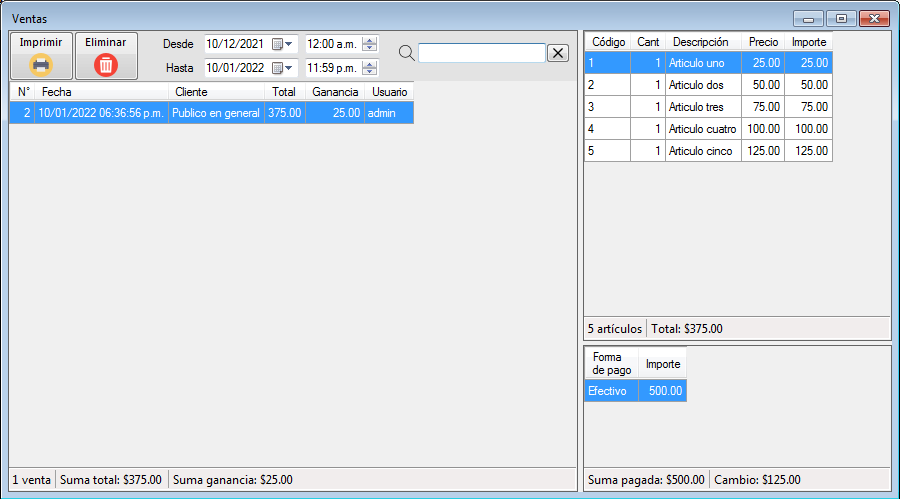 Ventas
Imprimir Eliminar Desde 10/12/2021 12:00 a.m.
Hasta 10/01/2022 11:59 p.m.
N° Fecha Cliente Total Ganancia Usuario
2 10/01/2022 06:36:56 p.m. Publico en general 375.00 25.00 admin
1 venta Suma total: $375.00 Suma ganancia: $25.00
Código Cant Descripción Precio Importe
1 1 Articulo uno 25.00 25.00
2 1 Articulo dos 50.00 50.00
3 1 Articulo tres 75.00 75.00
4 1 Articulo cuatro 100.00 100.00
5 1 Articulo cinco 125.00 125.00
5 artículos Total: $375.00
Forma
de pago Importe
Efectivo 500.00
Suma pagada: $500.00 Cambio: $125.00